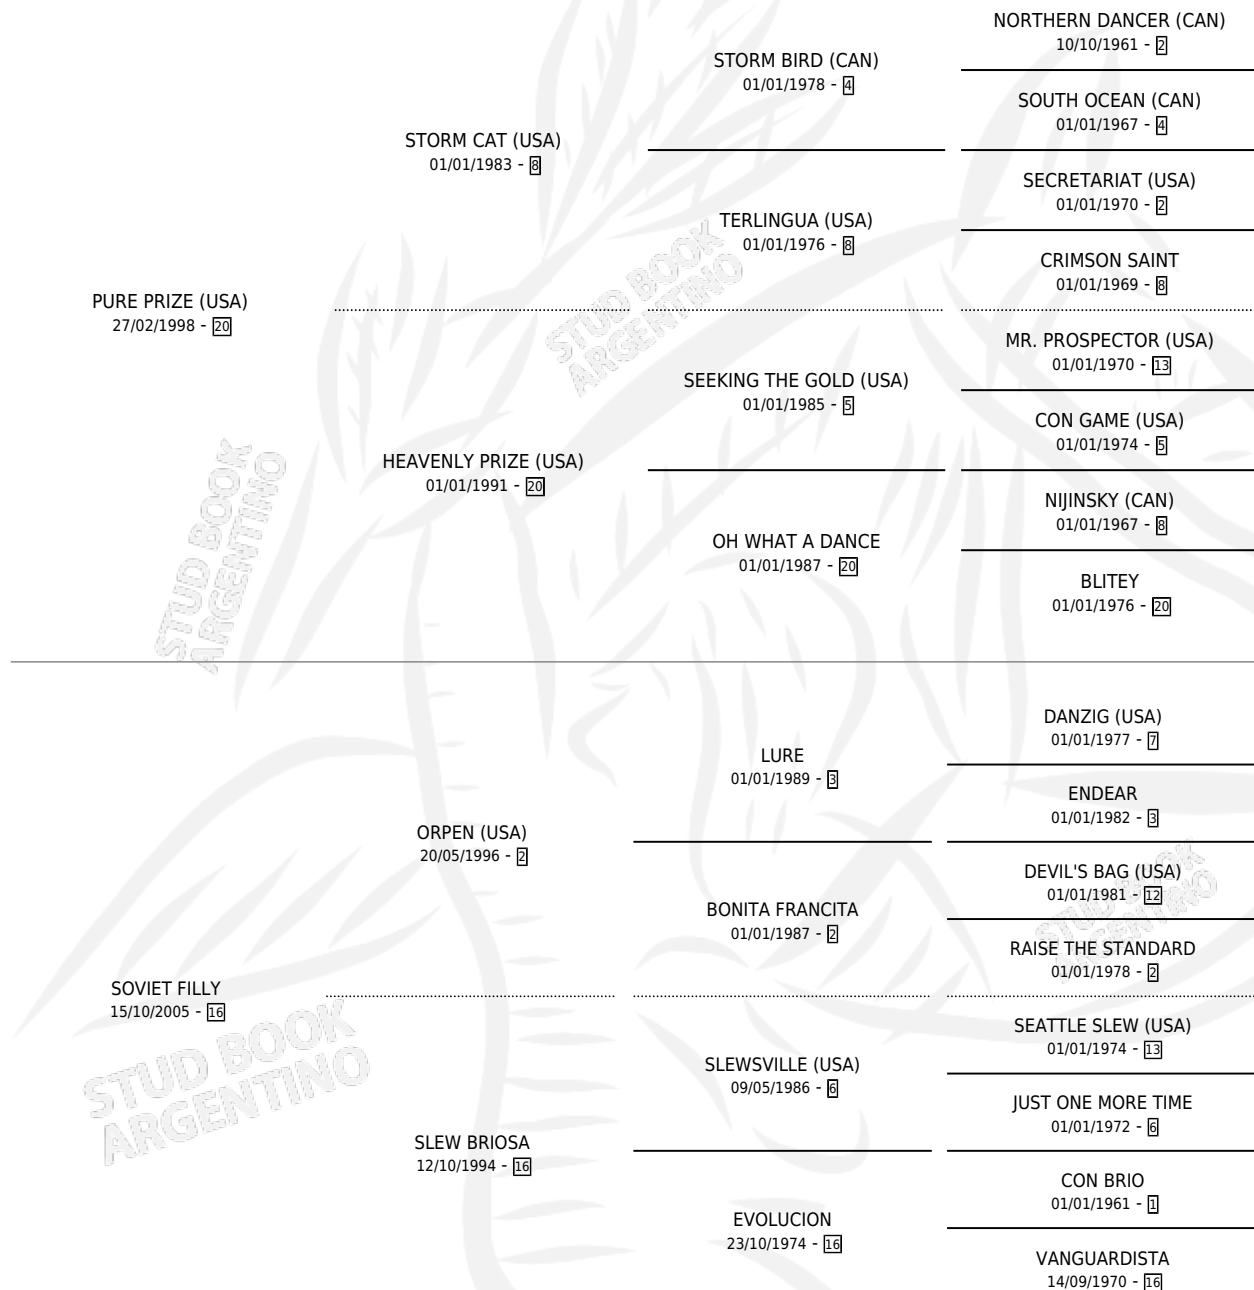 NORTHERN DANCER (CAN)
10/10/1961 - 2
STORM BIRD (CAN)
01/01/1978 - 4
SOUTH OCEAN (CAN)
01/01/1967 - 4
STORM CAT (USA)
01/01/1983 - 8
SECRETARIAT (USA)
01/01/1970 - 2
TERLINGUA (USA)
01/01/1976 - 8
CRIMSON SAINT
01/01/1969 - 8
PURE PRIZE (USA)
27/02/1998 - 20
MR. PROSPECTOR (USA)
01/01/1970 - 13
SEEKING THE GOLD (USA)
01/01/1985 - 5
CON GAME (USA)
01/01/1974 - 5
HEAVENLY PRIZE (USA)
01/01/1991 - 20
NIJINSKY (CAN)
01/01/1967 - 8
OH WHAT A DANCE
01/01/1987 - 20
BLITEY
01/01/1976 - 20
DANZIG (USA)
01/01/1977 - 7
LURE
01/01/1989 - 3
ENDEAR
01/01/1982 - 3
ORPEN (USA)
20/05/1996 - 2
DEVIL'S BAG (USA)
01/01/1981 - 12
BONITA FRANCITA
01/01/1987 - 2
RAISE THE STANDARD
01/01/1978 - 2
SOVIET FILLY
15/10/2005 - 16
SEATTLE SLEW (USA)
01/01/1974 - 13
SLEWSVILLE (USA)
09/05/1986 - 6
JUST ONE MORE TIME
01/01/1972 - 6
SLEW BRIOSA
12/10/1994 - 16
CON BRIO
01/01/1961 - 1
EVOLUCION
23/10/1974 - 16
VANGUARDISTA
14/09/1970 - 16
STUD BOOK
ARGENTINO
STUD BOOK
ARGENTINO
STUD BOOK
ARGENTINO
STUD BOOK
ARGENTINO